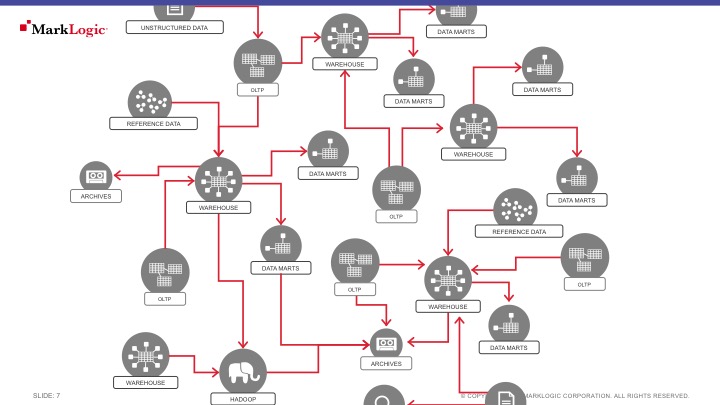 MarkLogic
UNSTRUCTURED DATA
DATA MARTS
WAREHOUSE
OLTP
DATA MARTS
DATA MARTS
REFERENCE DATA
WAREHOUSE
DATA MARTS
ARCHIVES
DATA MARTS
WAREHOUSE
OLTP
REFERENCE DATA
DATA MARTS
OLTP
OLTP
OLTP
WAREHOUSE
DATA MARTS
ARCHIVES
WAREHOUSE
HADOOP
SLIDE: 7
© COPY
MARKLOGIC CORPORATION. ALL RIGHTS RESERVED.